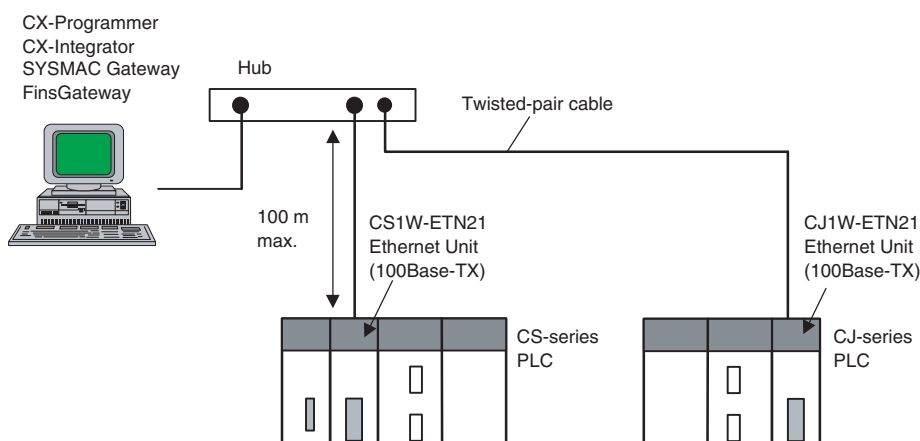 CX-Programmer
CX-Integrator
SYSMAC Gateway
FinsGateway
Hub
Twisted-pair cable
100 m
max.
CS1W-ETN21
Ethernet Unit
(100Base-TX)
CJ1W-ETN21
Ethernet Unit
(100Base-TX)
CS-series
PLC
CJ-series
PLC